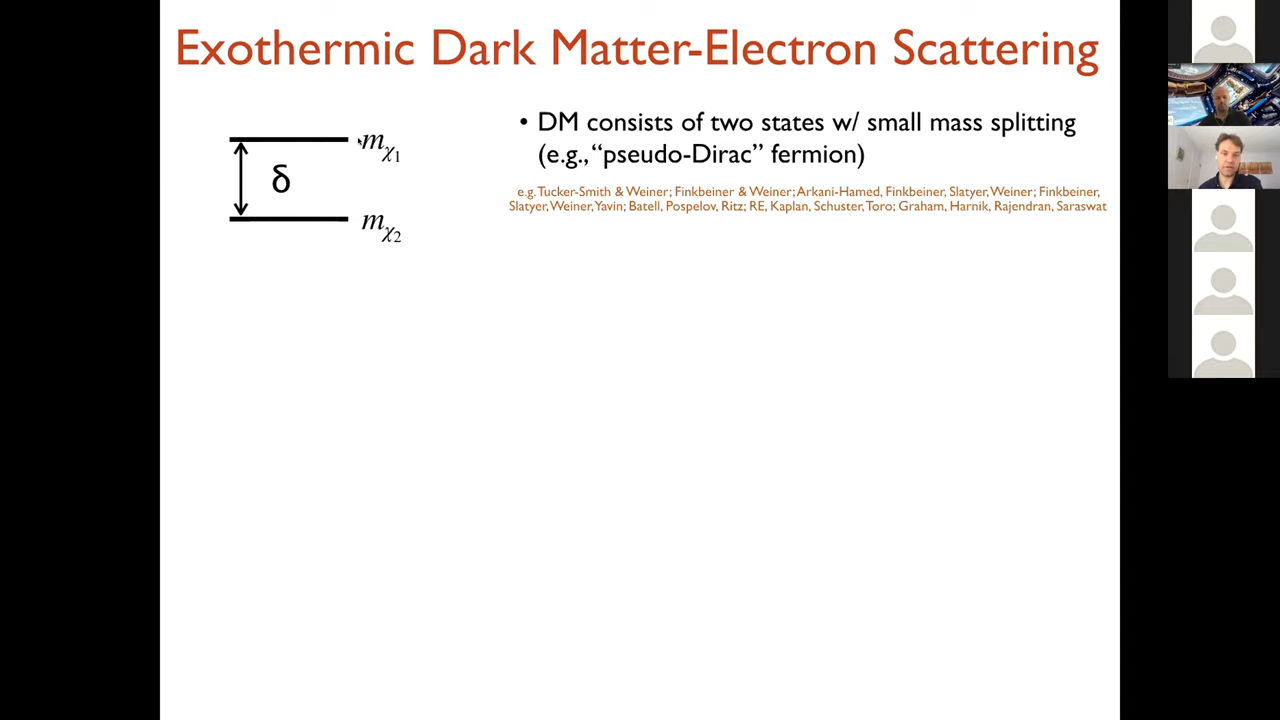 Exothermic Dark Matter-Electron Scattering
mχ₁
δ
mχ₂
• DM consists of two states w/ small mass splitting
(e.g., “pseudo-Dirac” fermion)
e.g. Tucker-Smith & Weiner; Finkbeiner & Weiner; Arkani-Hamed, Finkbeiner, Slatyer, Weiner; Finkbeiner,
Slatyer, Weiner, Yavin; Batell, Pospelov, Ritz; RE, Kaplan, Schuster, Toro; Graham, Harnik, Rajendran, Saraswat